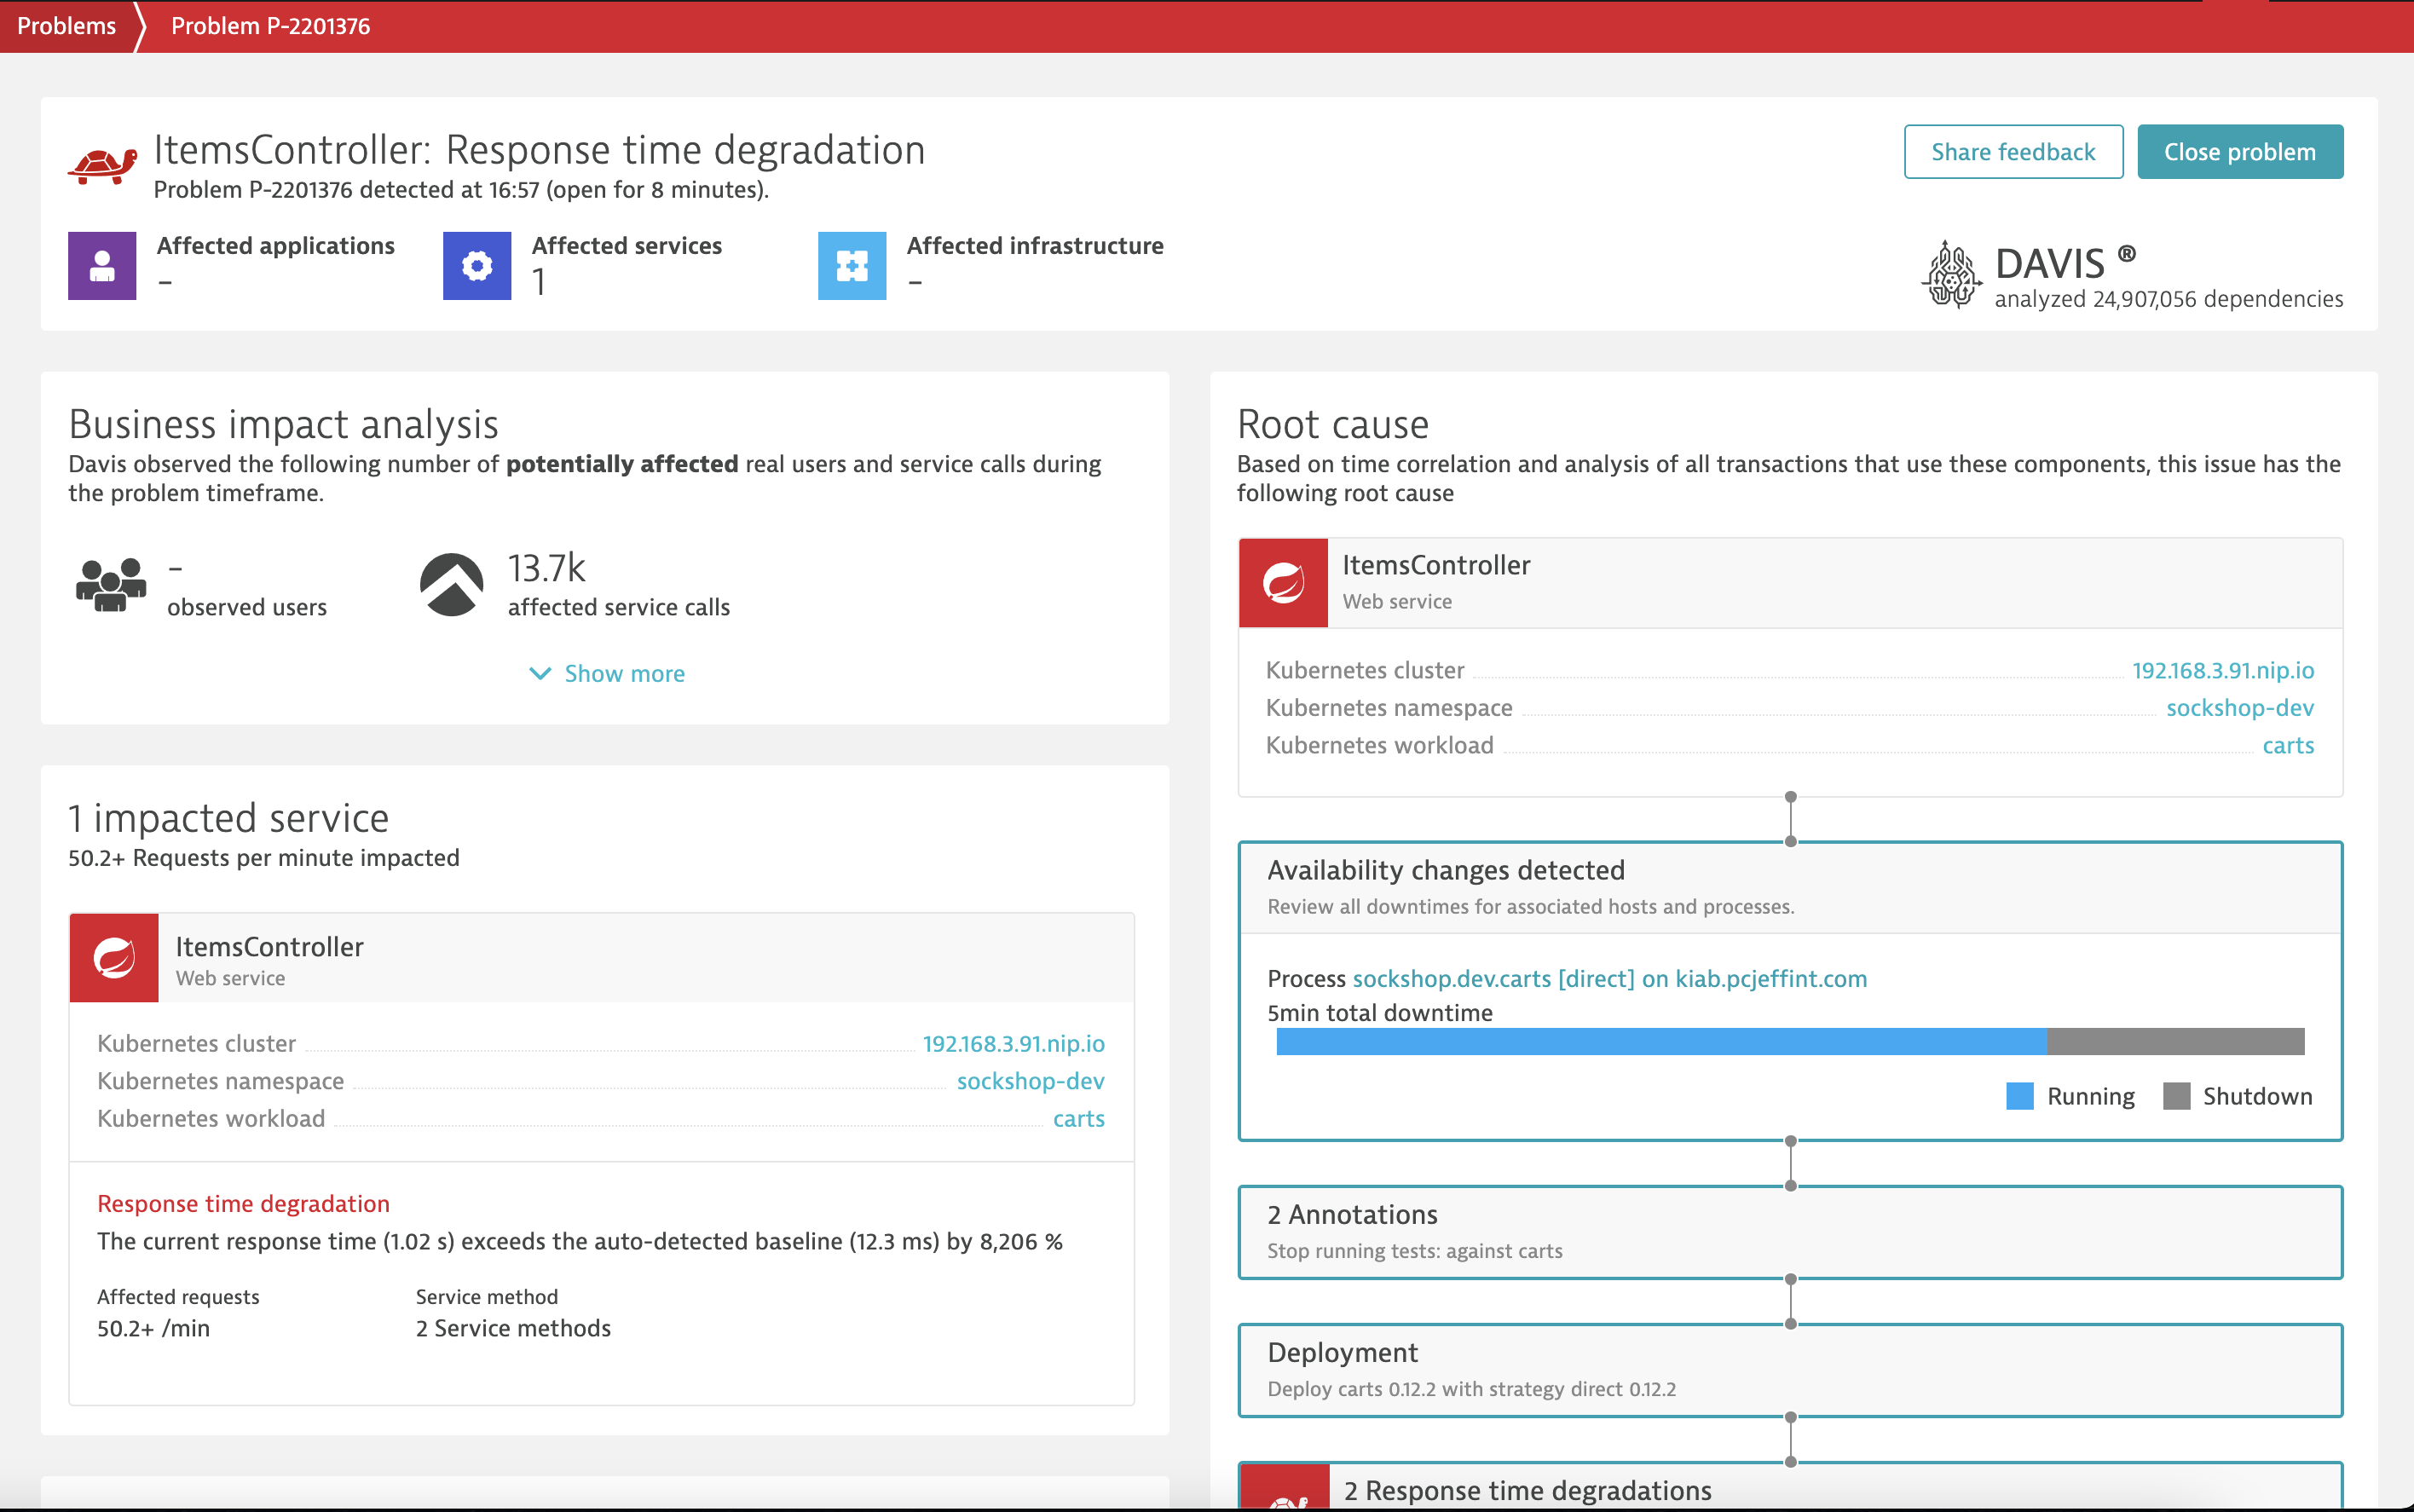 Problems
Problem P-2201376
ItemsController: Response time degradation
Problem P-2201376 detected at 16:57 (open for 8 minutes).
Share feedback
Close problem
Affected applications
-
Affected services
1
Affected infrastructure
-
DAVIS ®
analyzed 24,907,056 dependencies
Business impact analysis
Davis observed the following number of potentially affected real users and service calls during
the problem timeframe.
-
observed users
13.7k
affected service calls
Show more
1 impacted service
50.2+ Requests per minute impacted
ItemsController
Web service
Kubernetes cluster 192.168.3.91.nip.io
Kubernetes namespace sockshop-dev
Kubernetes workload carts
Response time degradation
The current response time (1.02 s) exceeds the auto-detected baseline (12.3 ms) by 8,206 %
Affected requests
50.2+ /min
Service method
2 Service methods
Root cause
Based on time correlation and analysis of all transactions that use these components, this issue has the
following root cause
ItemsController
Web service
Kubernetes cluster 192.168.3.91.nip.io
Kubernetes namespace sockshop-dev
Kubernetes workload carts
Availability changes detected
Review all downtimes for associated hosts and processes.
Process sockshop.dev.carts [direct] on kiab.pcjeffint.com
5min total downtime
Running
Shutdown
2 Annotations
Stop running tests: against carts
Deployment
Deploy carts 0.12.2 with strategy direct 0.12.2
2 Response time degradations